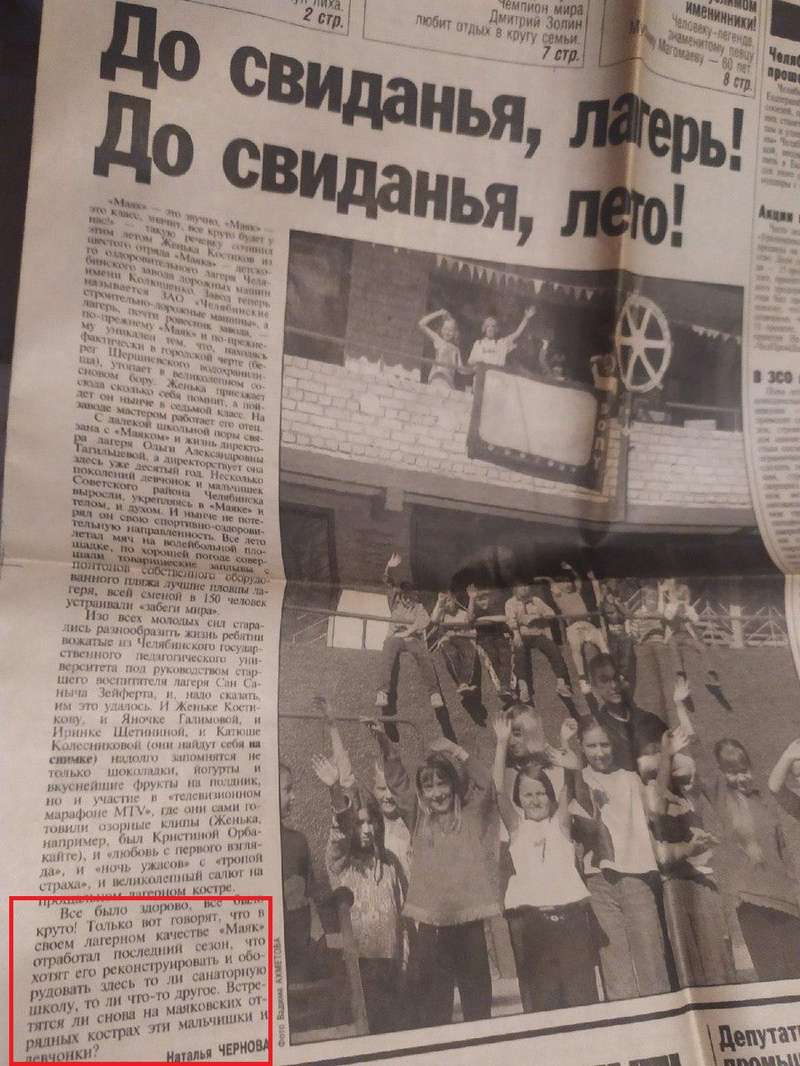 2 стр.
Чемпион мира
Дмитрий Золин
любит отдых в кругу семьи.
7 стр.
именинники!
Человеку-легенде,
знаменитому певцу
Магомаеву — 60 лет.
8 стр.
До свиданья, лагерь!
До свиданья, лето!
«Маяк» — это звучно, «Маяк» —
это класс, значит, все круто будет у
нас!» — такую речевку сочинил
этим летом Женька Костиков из
шестого отряда «Маяка» — детско-
го оздоровительного лагеря Челя-
бинского завода дорожных машин
имени Колющенко. Завод теперь
называется ЗАО «Челябинские
строительно-дорожные машины», а
лагерь, почти ровесник завода, —
по-прежнему «Маяк» и по-прежне-
му уникален тем, что, находясь
фактически в городской черте (бе-
рег Шершневского водохранили-
ща), утопает в великолепном со-
сновом бору. Женька приезжает
сюда сколько себя помнит, а пой-
дет он нынче в седьмой класс. На
заводе мастером работает его отец.
С далекой школьной поры свя-
зана с «Маяком» и жизнь директо-
ра лагеря Ольги Александровны
Тагильцевой, а директорствует она
здесь уже десятый год. Несколько
поколений девчонок и мальчишек
Советского района Челябинска
выросли, укрепляясь в «Маяке» и
телом, и духом. И нынче не поте-
рял он свою спортивно-оздорови-
тельную направленность. Все лето
летал мяч на волейбольной пло-
щадке, по хорошей погоде совер-
шали товарищеские заплывы с
понтонов собственного оборудо-
ванного пляжа лучшие пловцы ла-
геря, всей сменой в 150 человек
устраивали «забеги мира».
Изо всех молодых сил стара-
лись разнообразить жизнь ребятни
вожатые из Челябинского государ-
ственного педагогического уни-
верситета под руководством стар-
шего воспитителя лагеря Сан Са-
ныча Зейферта, и, надо сказать,
им это удалось. И Женьке Кости-
кову, и Яночке Галимовой, и
Иринке Щетининой, и Катюше
Колесниковой (они найдут себя на
снимке) надолго запомнятся не
только шоколадки, йогурты и
вкуснейшие фрукты на полдник,
но и участие в «телевизионном
марафоне MTV», где они сами го-
товили озорные клипы (Женька,
например, был Кристиной Орба-
кайте), и «любовь с первого взгля-
да», и «ночь ужасов» с «тропой
страха», и великолепный салют на
прощальном лагерном костре.
Все было здорово, все было
круто! Только вот говорят, что в
своем лагерном качестве «Маяк»
отработал последний сезон, что
хотят его реконструировать и обо-
рудовать здесь то ли санаторную
школу, то ли что-то другое. Встре-
тятся ли снова на маяковских от-
рядных кострах эти мальчишки и
девчонки?
Наталья ЧЕРНОВА
Фото Вадима АХМЕТОВА
Акции
В ЗСО
Депутат